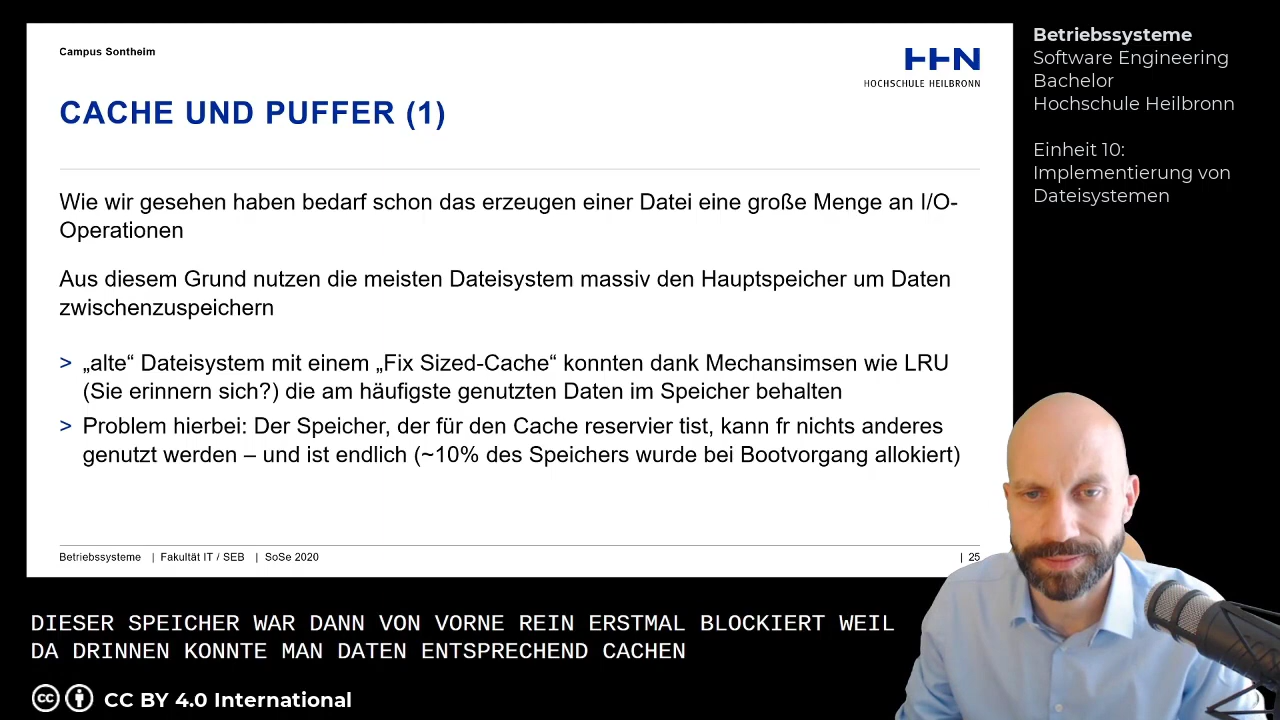 Campus Sontheim
HHN
HOCHSCHULE HEILBRONN
CACHE UND PUFFER (1)
Wie wir gesehen haben bedarf schon das erzeugen einer Datei eine große Menge an I/O-
Operationen
Aus diesem Grund nutzen die meisten Dateisystem massiv den Hauptspeicher um Daten
zwischenzuspeichern
> „alte“ Dateisystem mit einem „Fix Sized-Cache“ konnten dank Mechansimsen wie LRU
(Sie erinnern sich?) die am häufigste genutzten Daten im Speicher behalten
> Problem hierbei: Der Speicher, der für den Cache reservier tist, kann fr nichts anderes
genutzt werden – und ist endlich (~10% des Speichers wurde bei Bootvorgang allokiert)
Betriebssysteme | Fakultät IT / SEB | SoSe 2020 | 25
Betriebssysteme
Software Engineering
Bachelor
Hochschule Heilbronn
Einheit 10:
Implementierung von
Dateisystemen
DIESER SPEICHER WAR DANN VON VORNE REIN ERSTMAL BLOCKIERT WEIL
DA DRINNEN KONNTE MAN DATEN ENTSPRECHEND CACHEN
cc CC BY 4.0 International